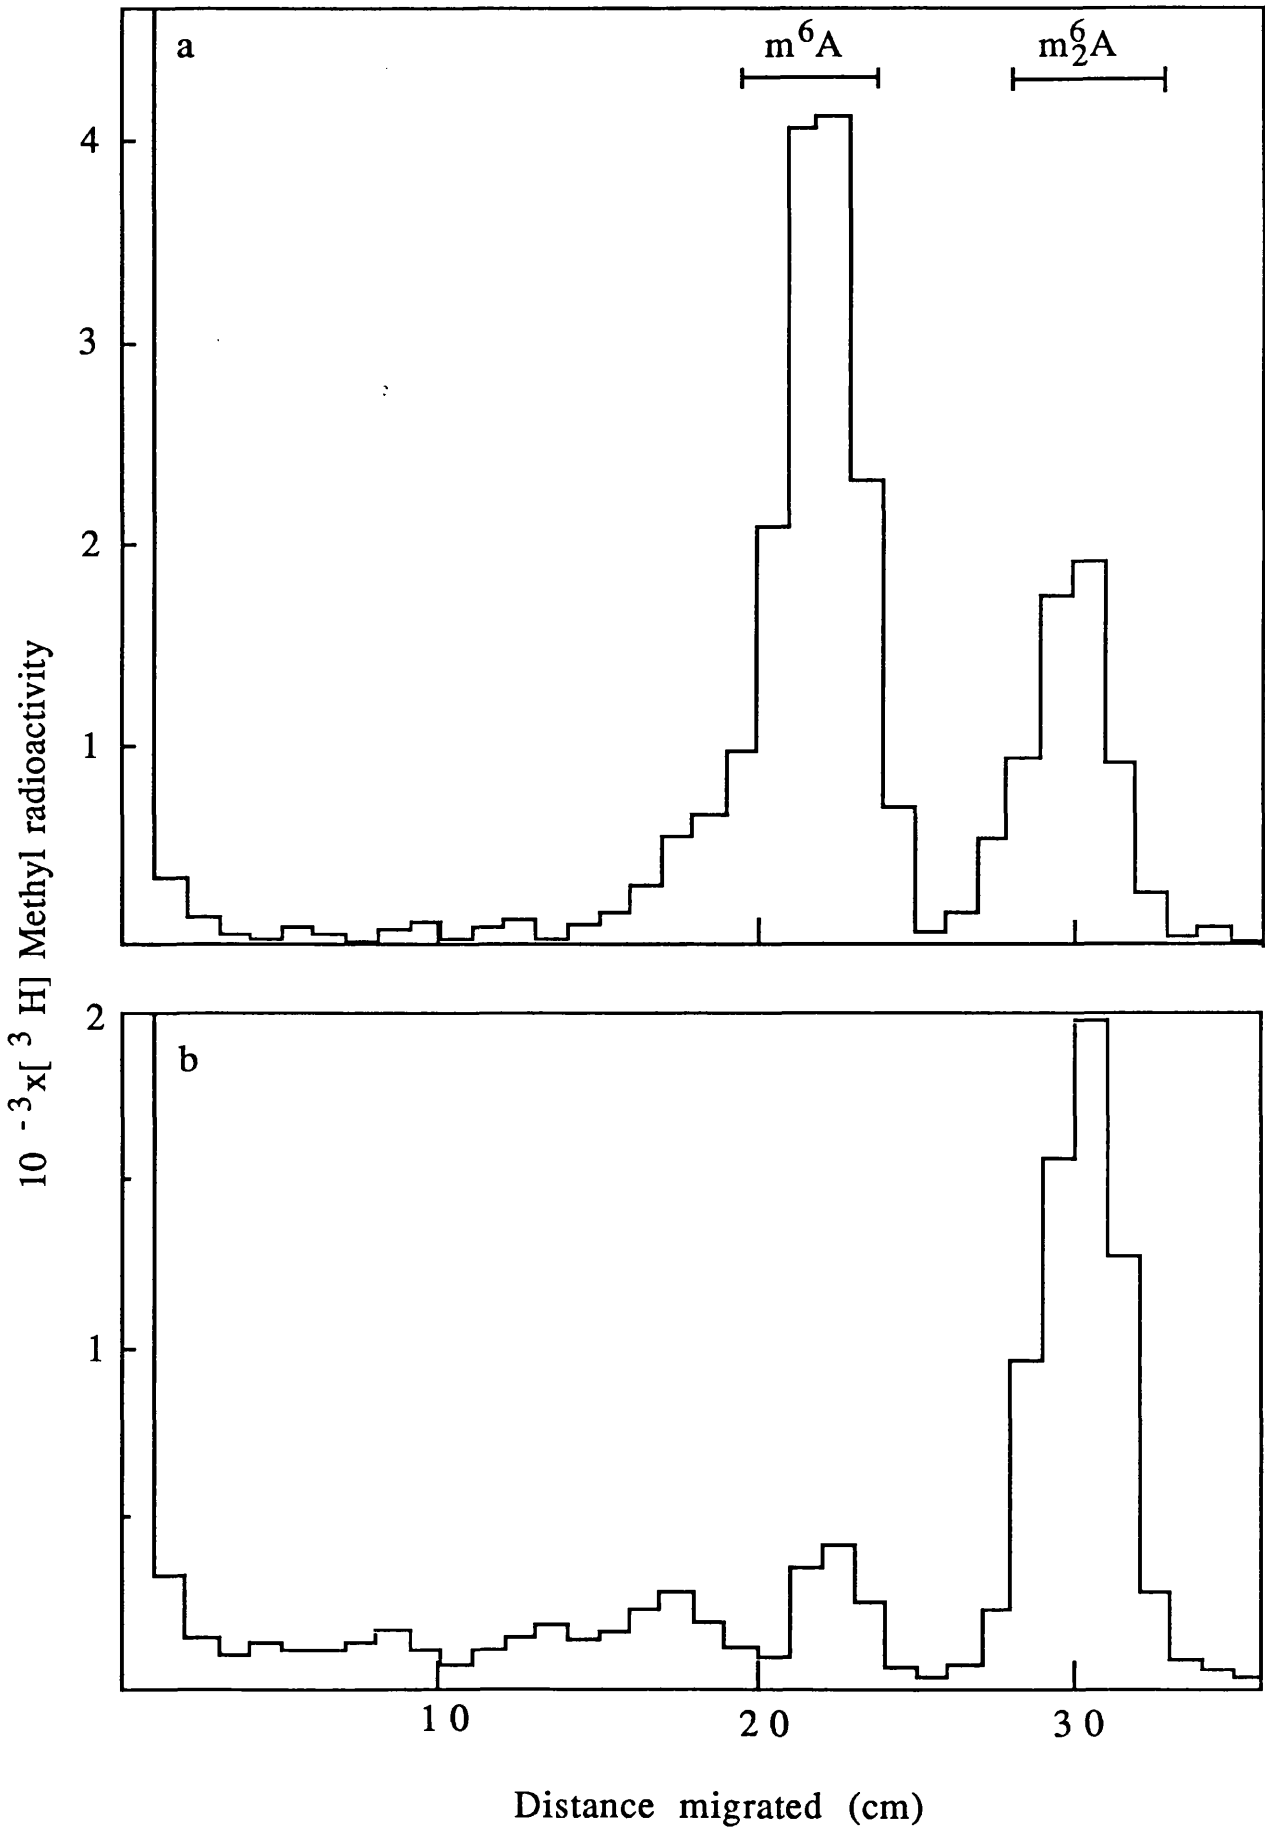 a
m⁶A
m⁶₂A
4
3
2
1
10 ⁻³x[ ³ H] Methyl radioactivity
2
b
1
10
20
30
Distance migrated (cm)